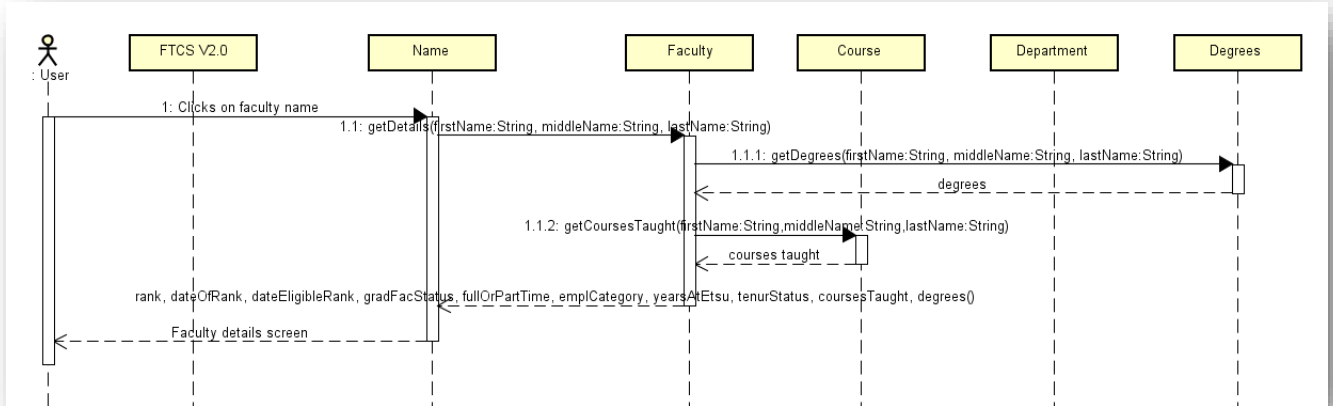 FTCS V2.0
Name
Faculty
Course
Department
Degrees
: User
1: Clicks on faculty name
1.1: getDetails(firstName:String, middleName:String, lastName:String)
1.1.1: getDegrees(firstName:String, middleName:String, lastName:String)
degrees
1.1.2: getCoursesTaught(firstName:String,middleName:String,lastName:String)
courses taught
rank, dateOfRank, dateEligibleRank, gradFacStatus, fullOrPartTime, emplCategory, yearsAtEtsu, tenurStatus, coursesTaught, degrees()
Faculty details screen